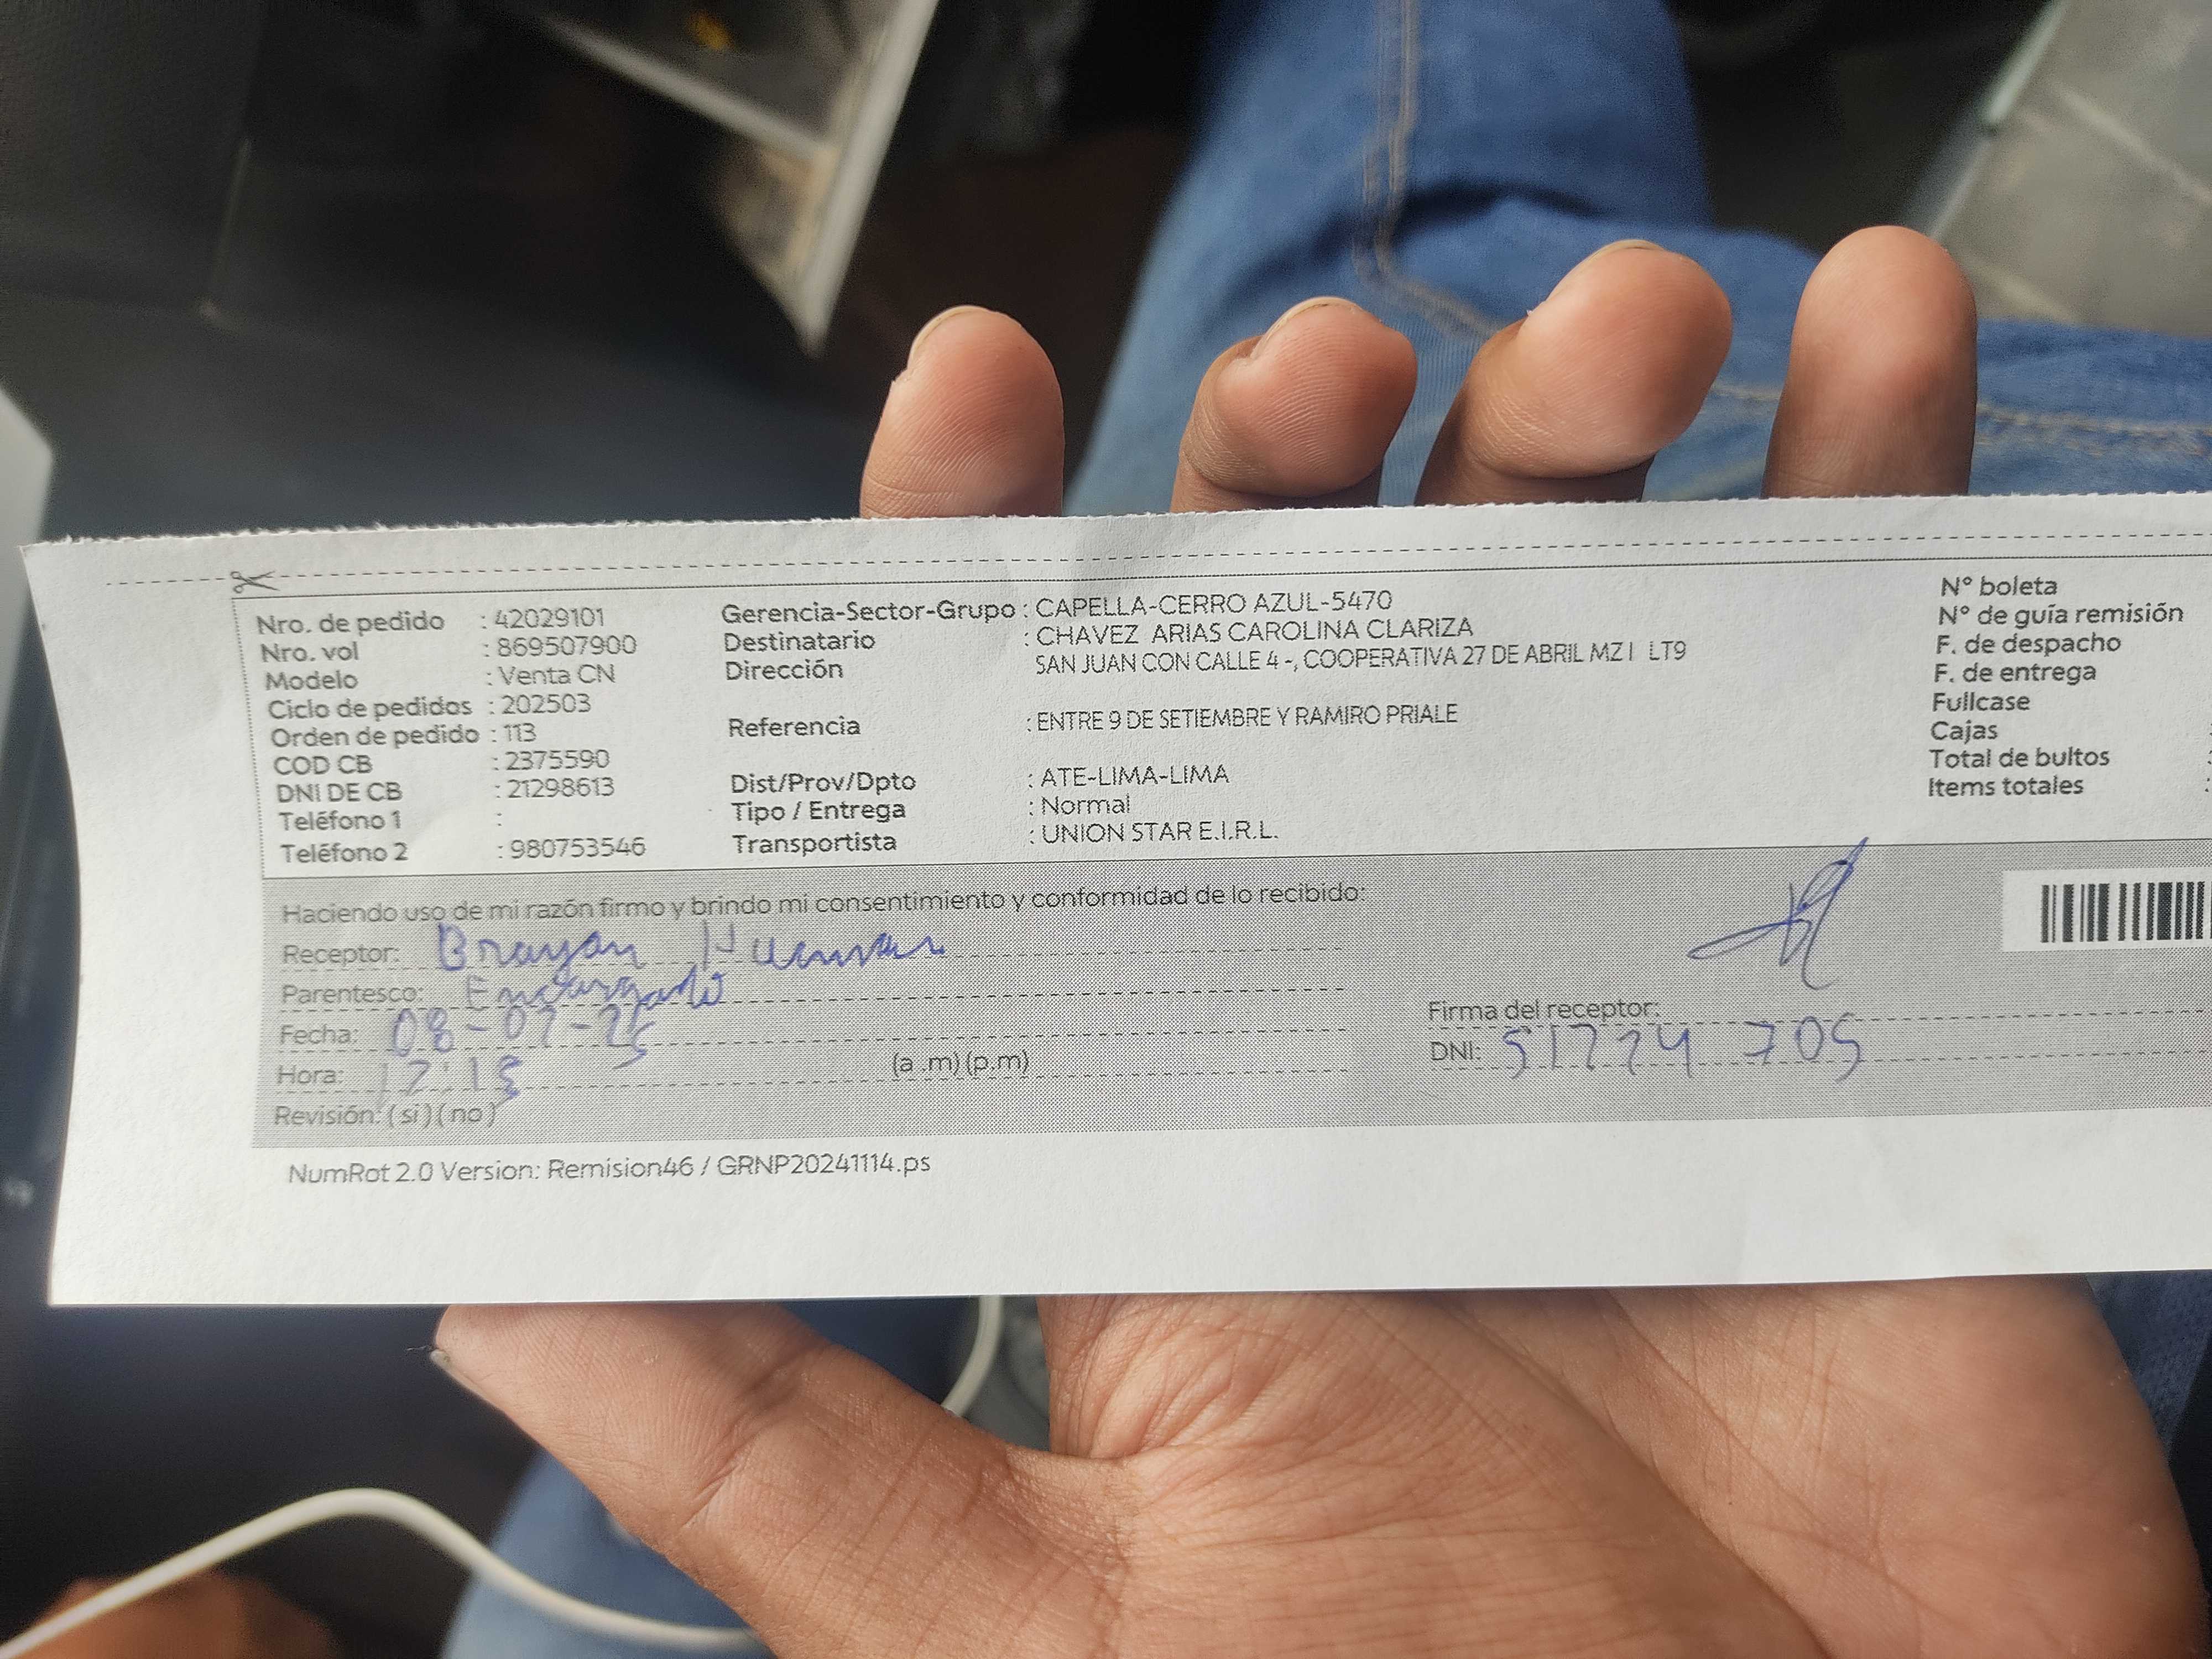 Nro. de pedido : 42029101
Nro. vol : 869507900
Modelo : Venta CN
Ciclo de pedidos : 202503
Orden de pedido : 113
COD CB : 2375590
DNI DE CB : 21298613
Teléfono 1 :
Teléfono 2 : 980753546
Gerencia-Sector-Grupo : CAPELLA-CERRO AZUL-5470
Destinatario : CHAVEZ ARIAS CAROLINA CLARIZA
Dirección SAN JUAN CON CALLE 4 -, COOPERATIVA 27 DE ABRIL MZ I LT9
Referencia : ENTRE 9 DE SETIEMBRE Y RAMIRO PRIALE
Dist/Prov/Dpto : ATE-LIMA-LIMA
Tipo / Entrega : Normal
Transportista : UNION STAR E.I.R.L.
N° boleta
N° de guía remisión
F. de despacho
F. de entrega
Fullcase
Cajas :
Total de bultos :
Items totales :
Haciendo uso de mi razón firmo y brindo mi consentimiento y conformidad de lo recibido:
Receptor: Brayan
Parentesco: Encargado
Fecha: 08-02-25
Hora: 12:13 (a .m) (p.m)
Revisión: ( si ) ( no )
Firma del receptor:
DNI:
NumRot 2.0 Version: Remision46 / GRNP20241114.ps